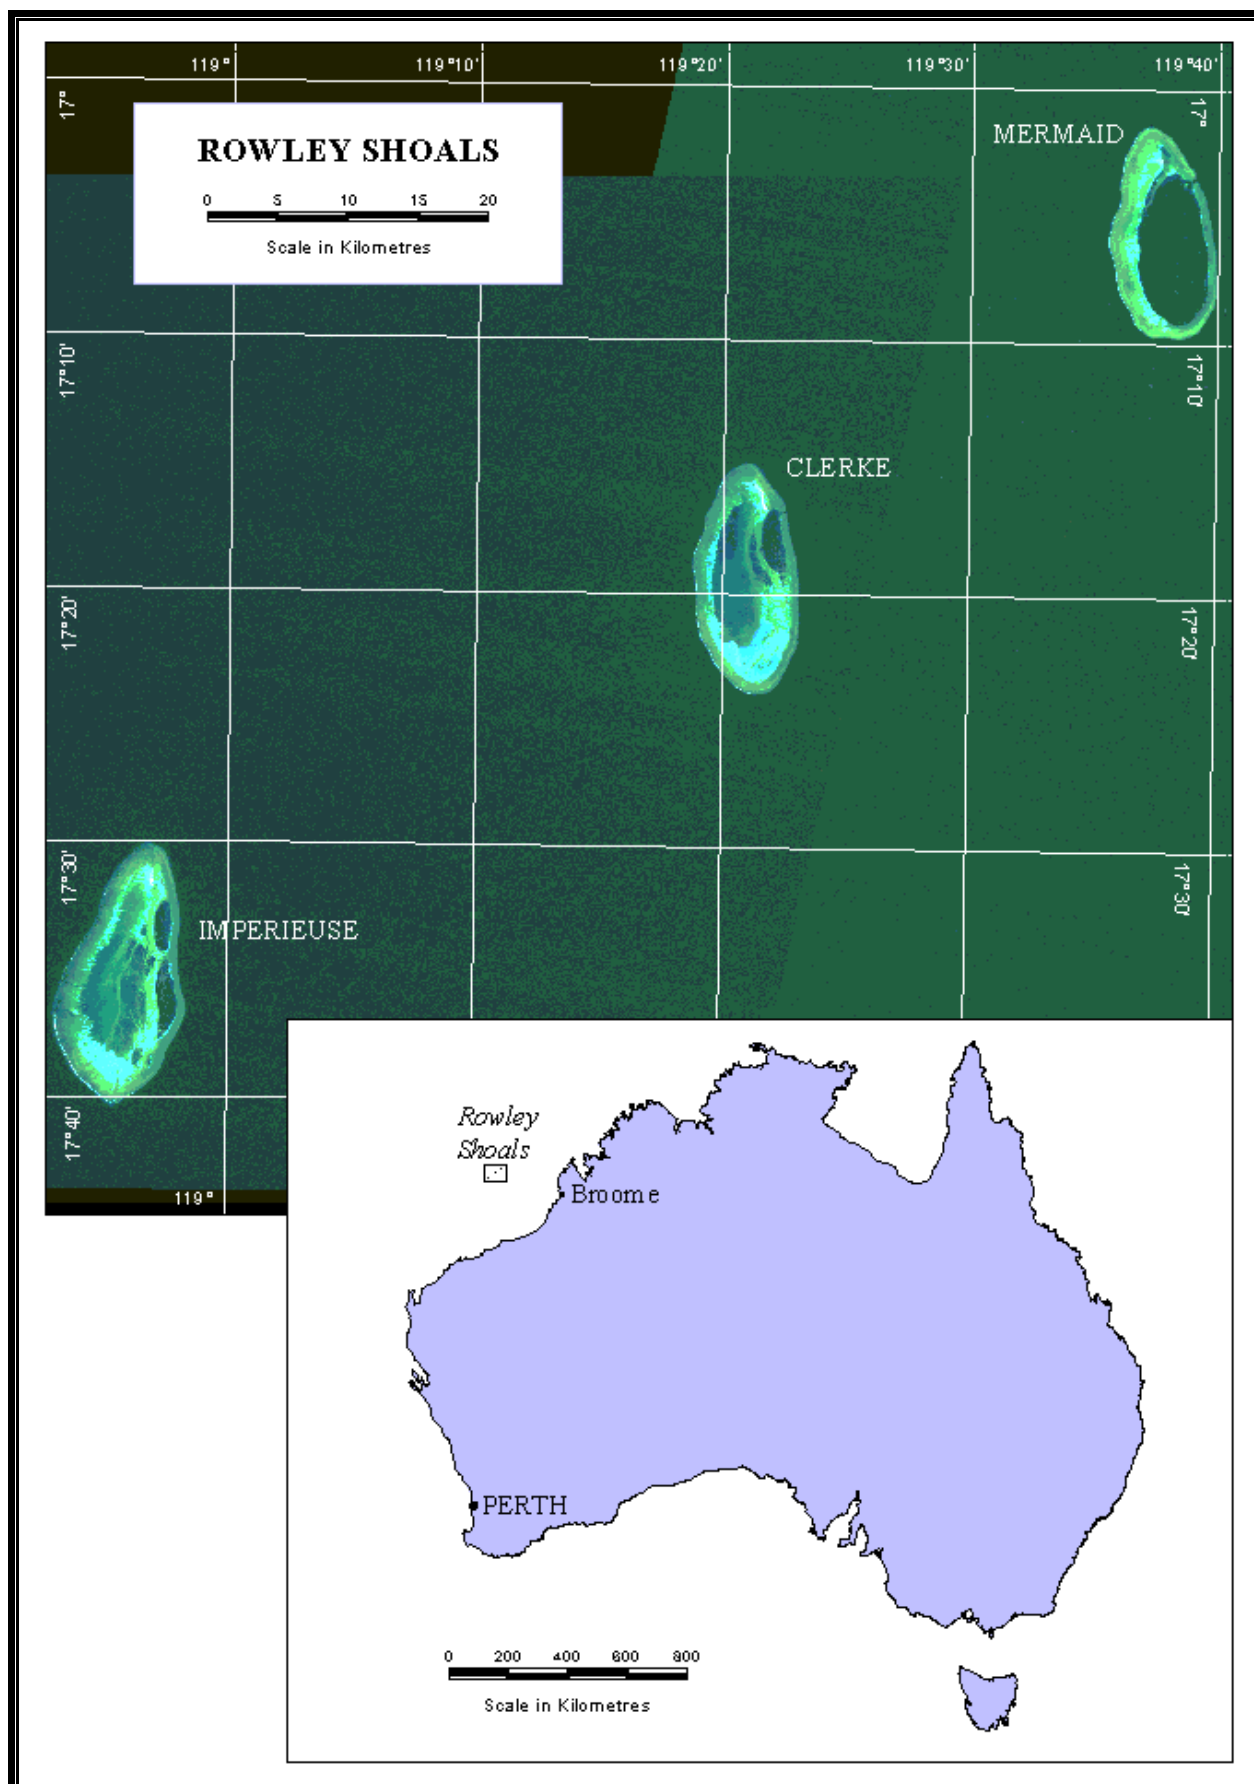 119° 119°10' 119°20' 119°30' 119°40'
17° 17°
ROWLEY SHOALS
0 5 10 15 20
Scale in Kilometres
MERMAID
17°10' 17°10'
CLERKE
17°20' 17°20'
17°30' 17°30'
IMPERIEUSE
17°40'
119°
Rowley
Shoals
Broome
PERTH
0 200 400 600 800
Scale in Kilometres